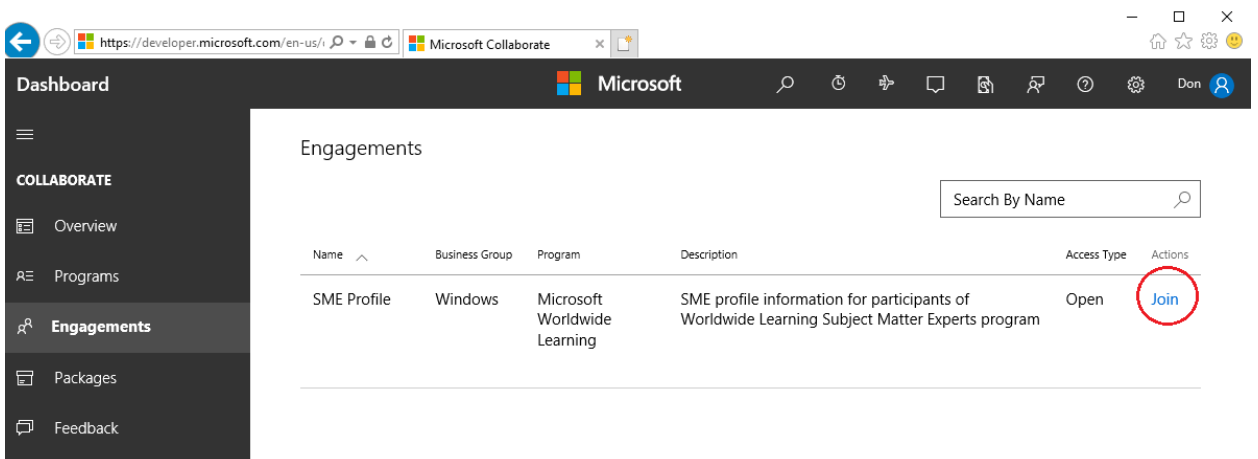 https://developer.microsoft.com/en-us/
Microsoft Collaborate
Dashboard
Microsoft
Don
COLLABORATE
Overview
Programs
Engagements
Packages
Feedback
Engagements
Search By Name
Name Business Group Program Description Access Type Actions
SME Profile Windows Microsoft SME profile information for participants of Open Join
Worldwide Worldwide Learning Subject Matter Experts program
Learning